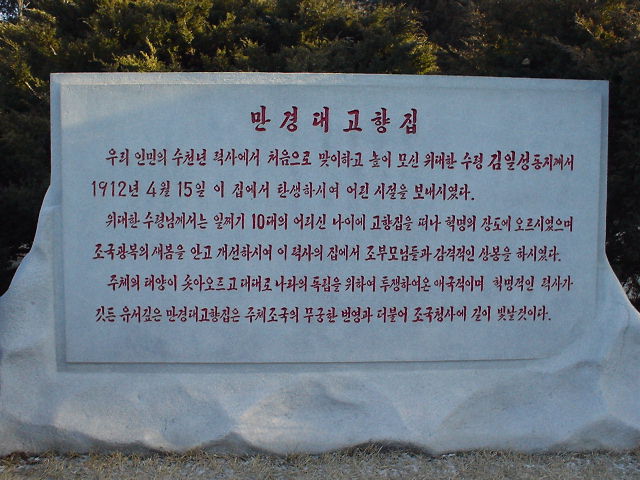 만경대고향집
우리 인민의 수천년 력사에서 처음으로 맞이하고 높이 모신 위대한 수령 김일성동지께서
1912년 4월 15일 이 집에서 탄생하시여 어린 시절을 보내시였다.
위대한 수령님께서는 일찌기 10대의 어리신 나이에 고향집을 떠나 혁명의 장도에 오르시였으며
조국광복의 새봄을 안고 개선하시여 이 력사의 집에서 조부모님들과 감격적인 상봉을 하시였다.
주체의 태양이 솟아오르고 대대로 나라의 독립을 위하여 투쟁하여온 애국적이며 혁명적인 력사가
깃든 유서깊은 만경대고향집은 주체조국의 무궁한 번영과 더불어 조국청사에 길이 빛날것이다.